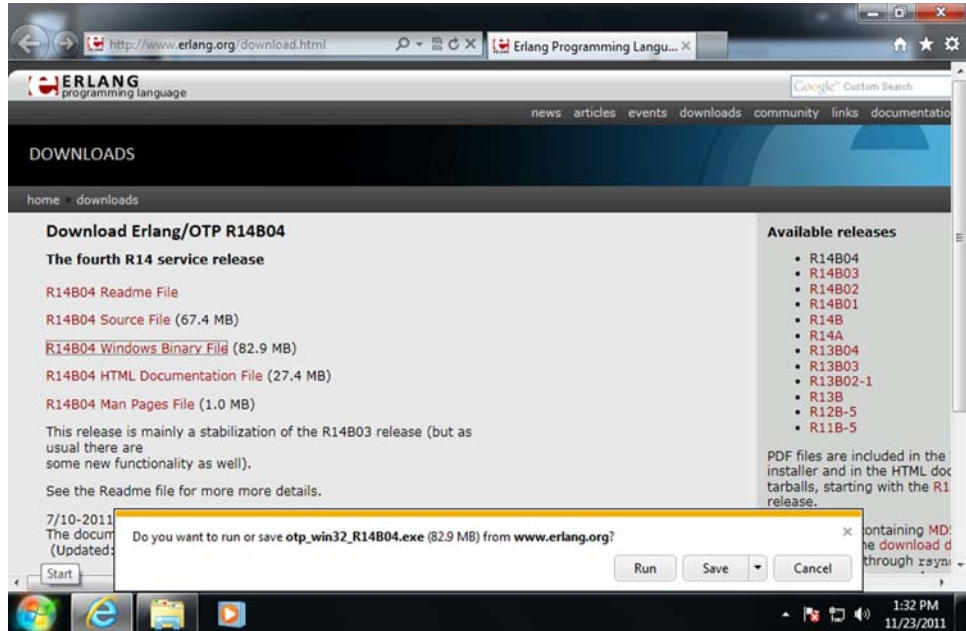 http://www.erlang.org/download.html
Erlang Programming Langu...
ERLANG
programming language
Google™ Custom Search
news articles events downloads community links documentatio
DOWNLOADS
home » downloads
Download Erlang/OTP R14B04
The fourth R14 service release
R14B04 Readme File
R14B04 Source File (67.4 MB)
R14B04 Windows Binary File (82.9 MB)
R14B04 HTML Documentation File (27.4 MB)
R14B04 Man Pages File (1.0 MB)
This release is mainly a stabilization of the R14B03 release (but as
usual there are
some new functionality as well).
See the Readme file for more more details.
7/10-2011
The docum
(Updated:
Available releases
• R14B04
• R14B03
• R14B02
• R14B01
• R14B
• R14A
• R13B04
• R13B03
• R13B02-1
• R13B
• R12B-5
• R11B-5
PDF files are included in the
installer and in the HTML doc
tarballs, starting with the R1
release.
ontaining MD5
e download d
through rsyn
Do you want to run or save otp_win32_R14B04.exe (82.9 MB) from www.erlang.org?
Run Save Cancel
Start
1:32 PM
11/23/2011